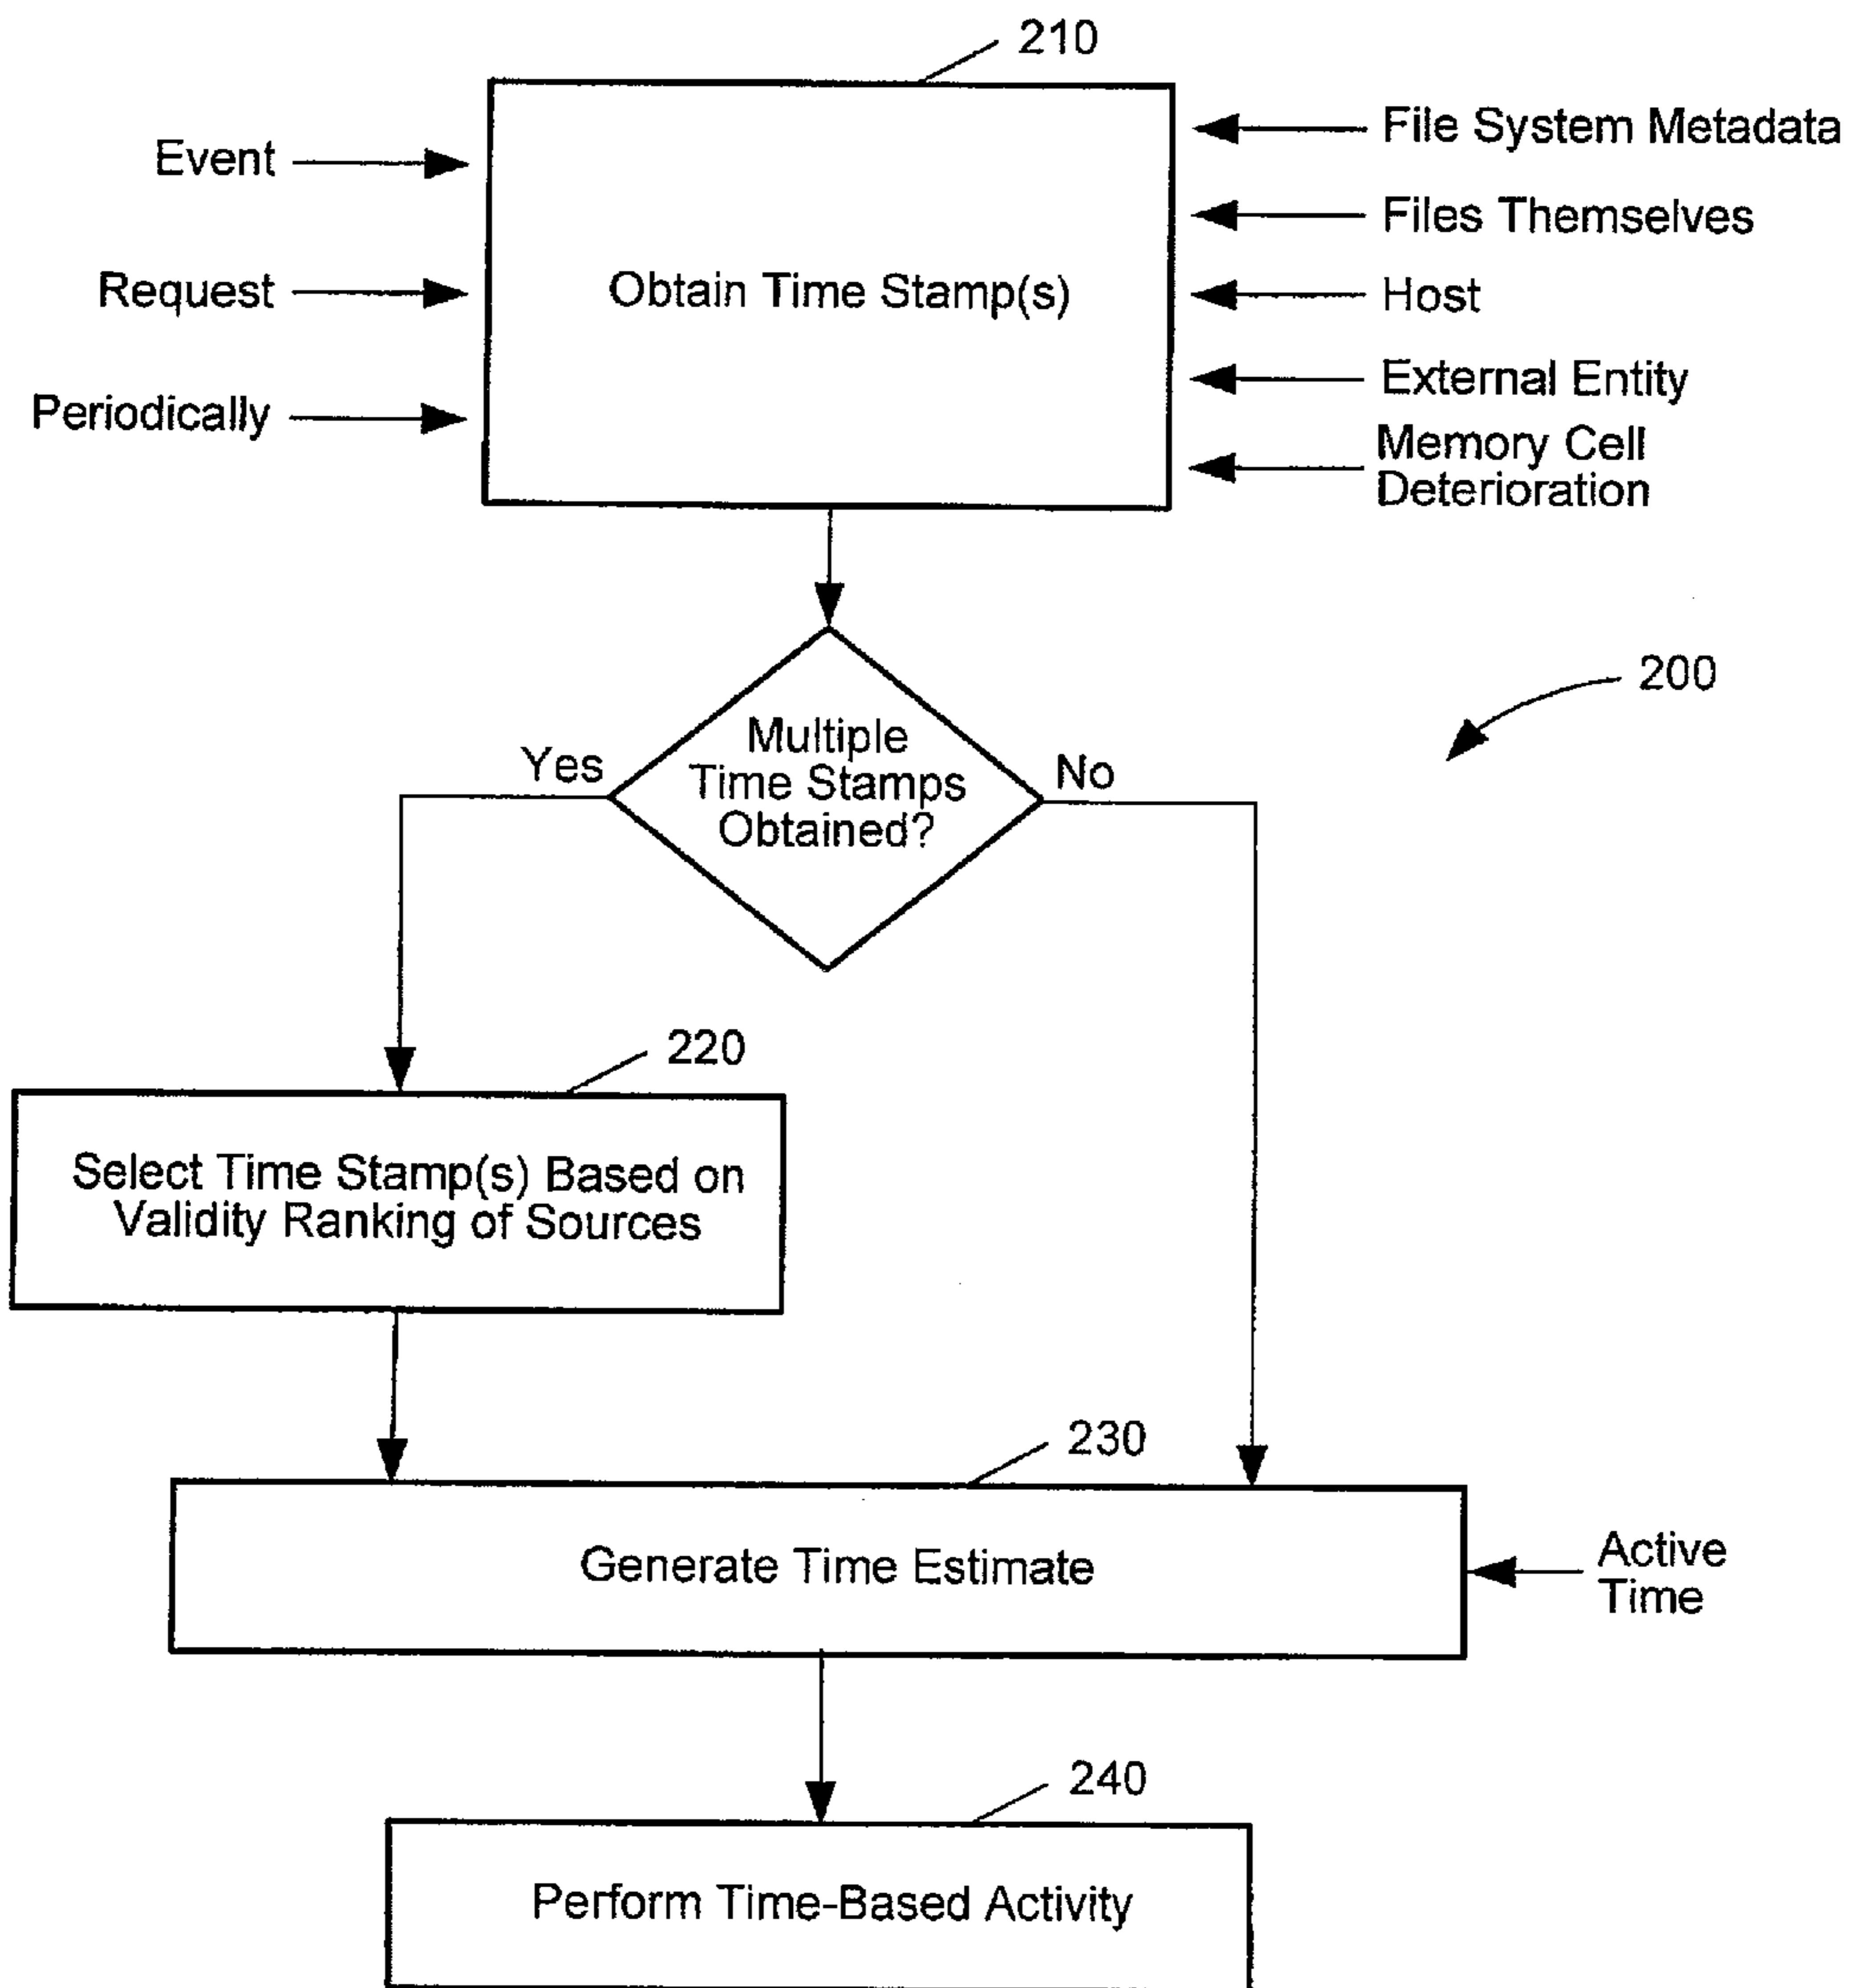 210
Event
Request
Periodically
Obtain Time Stamp(s)
File System Metadata
Files Themselves
Host
External Entity
Memory Cell
Deterioration
200
Multiple
Time Stamps
Obtained?
Yes
No
220
Select Time Stamp(s) Based on
Validity Ranking of Sources
230
Generate Time Estimate
Active
Time
240
Perform Time-Based Activity